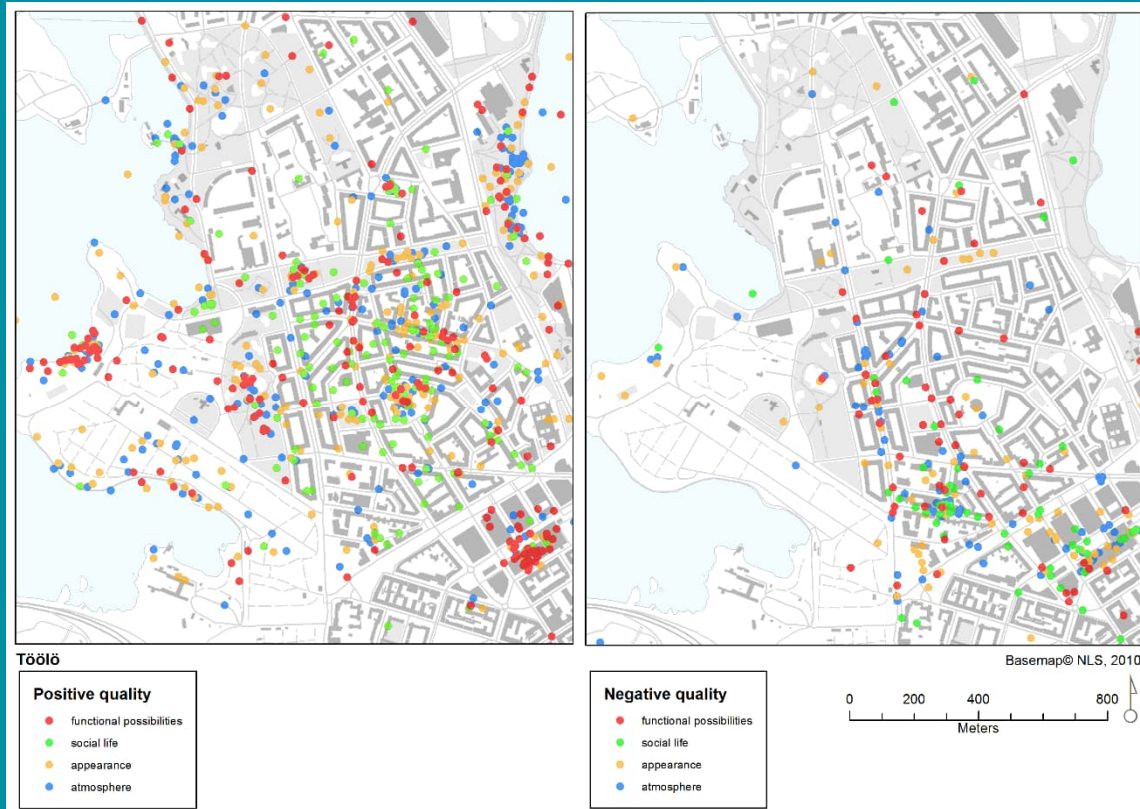 Töölö
Basemap© NLS, 2010
Positive quality
functional possibilities
social life
appearance
atmosphere
Negative quality
functional possibilities
social life
appearance
atmosphere
0 200 400 800
Meters